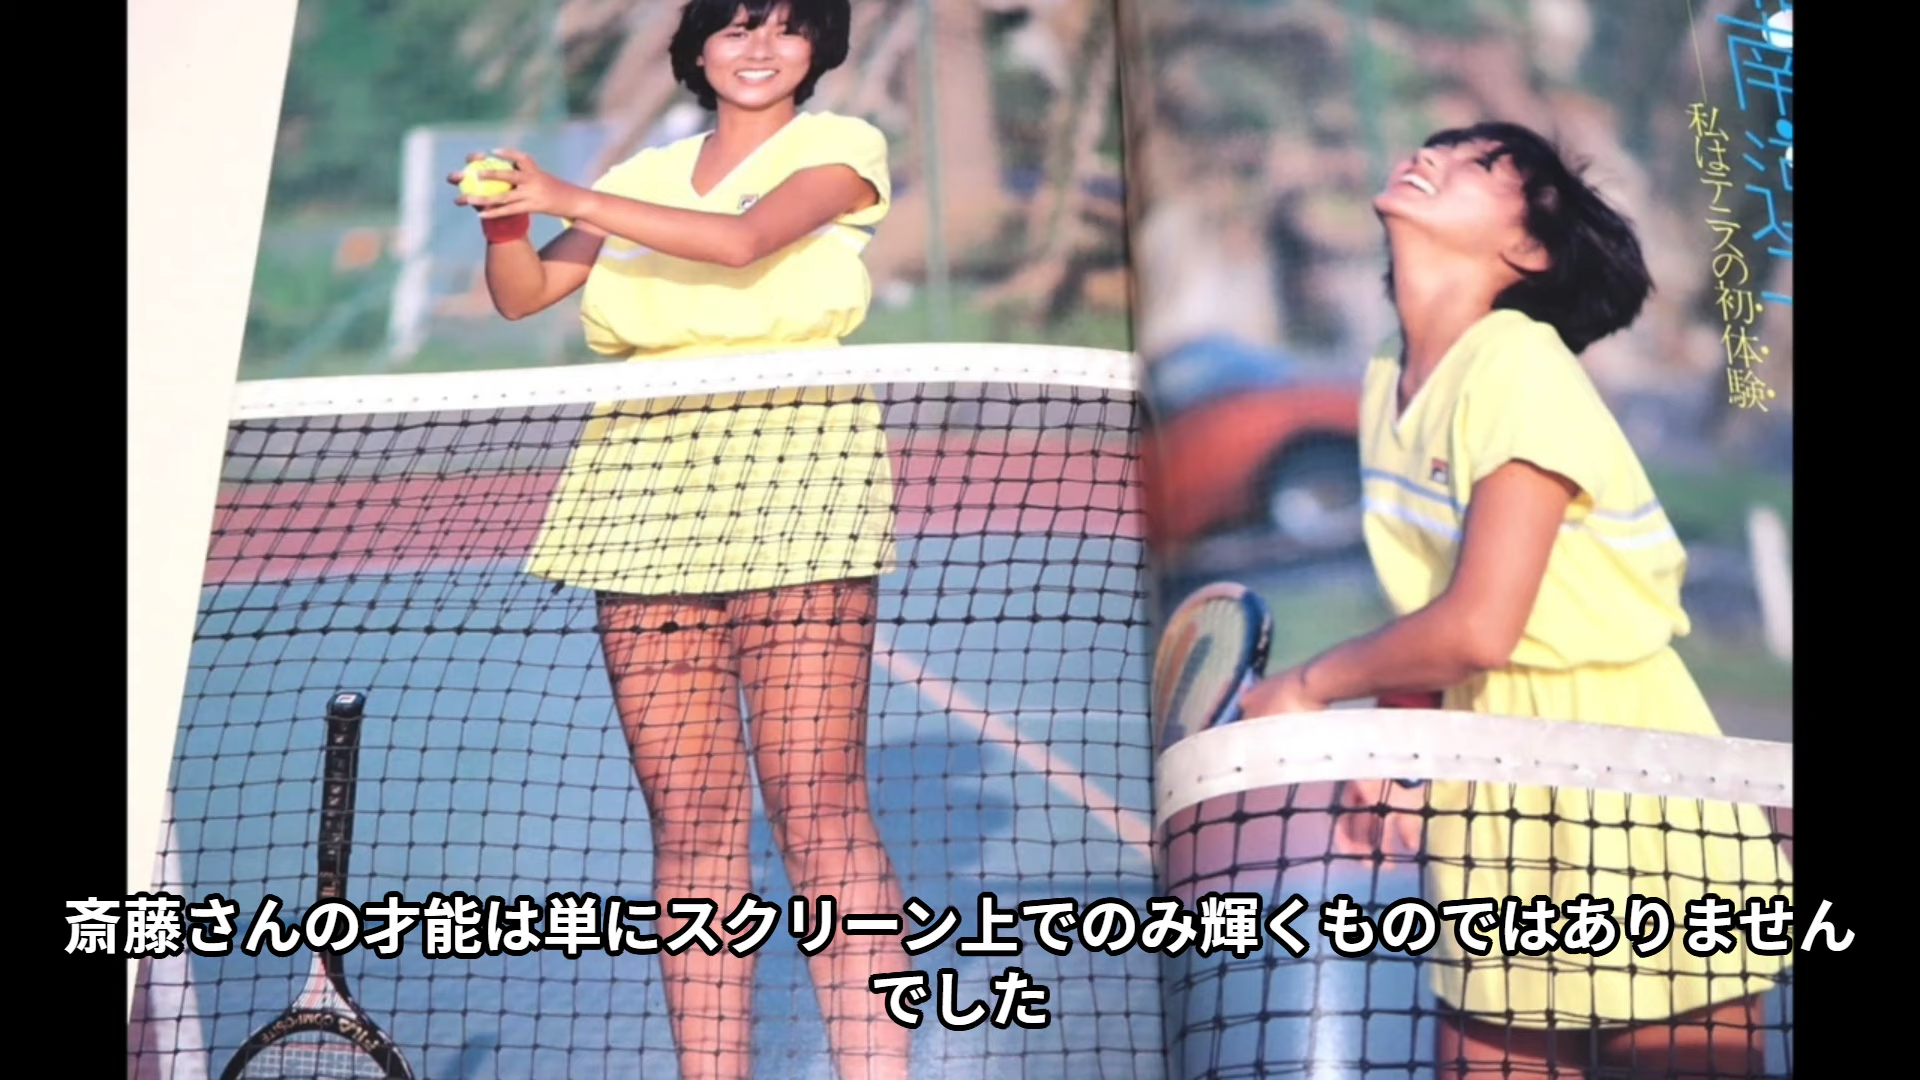 私はテニスの初体験
斎藤さんの才能は単にスクリーン上でのみ輝くものではありません
でした